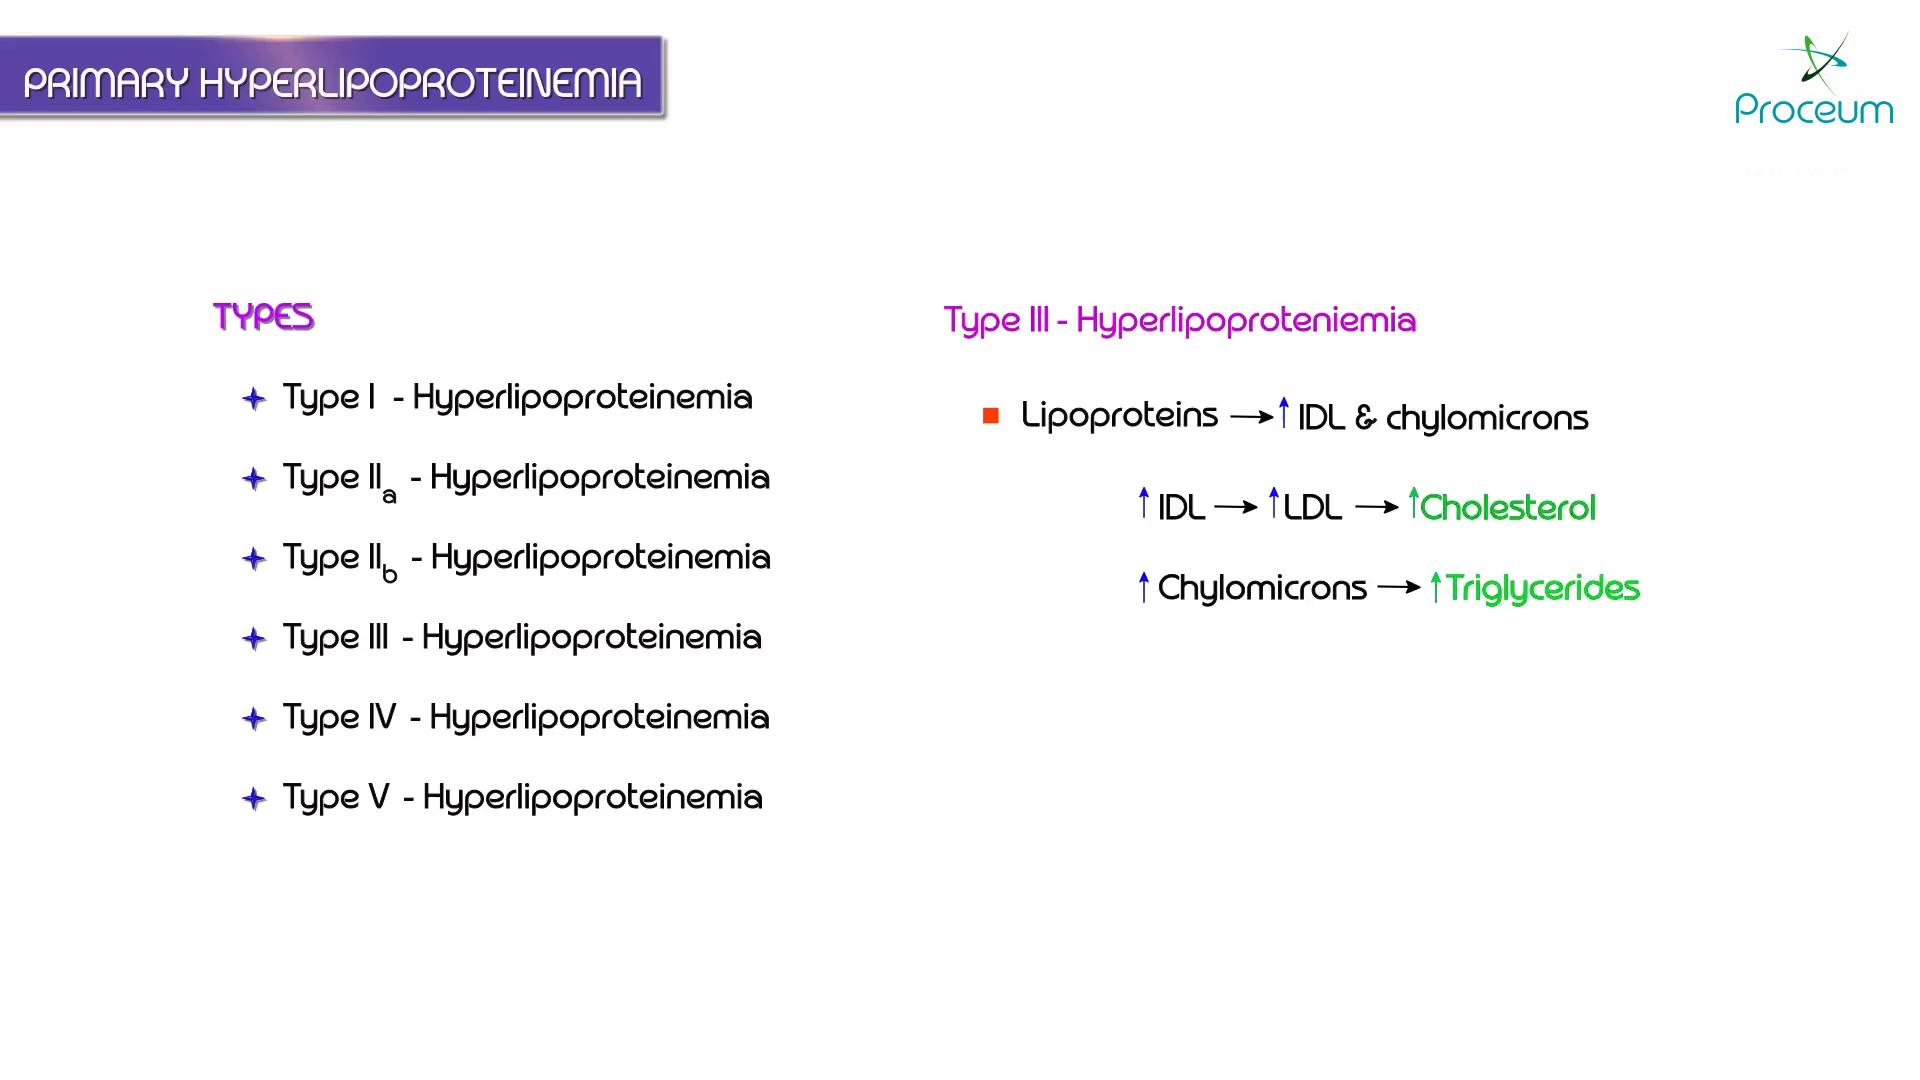 PRIMARY HYPERLIPOPROTEINEMIA
Proceum
TYPES
Type I - Hyperlipoproteinemia
Type IIa - Hyperlipoproteinemia
Type IIb - Hyperlipoproteinemia
Type III - Hyperlipoproteinemia
Type IV - Hyperlipoproteinemia
Type V - Hyperlipoproteinemia
Type III - Hyperlipoproteniemia
Lipoproteins → ↑ IDL & chylomicrons
↑ IDL → ↑ LDL → ↑ Cholesterol
↑ Chylomicrons → ↑ Triglycerides